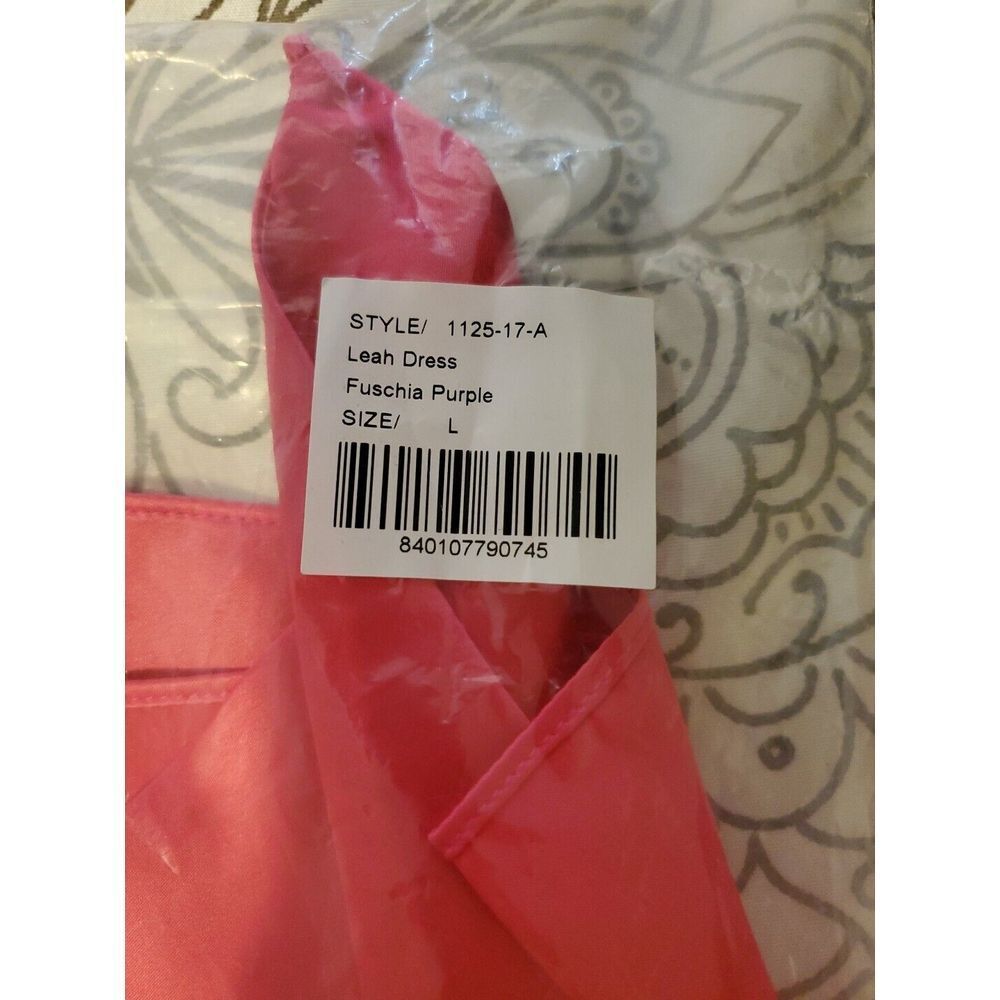 STYLE/ 1125-17-A
Leah Dress
Fuschia Purple
SIZE/ L
840107790745